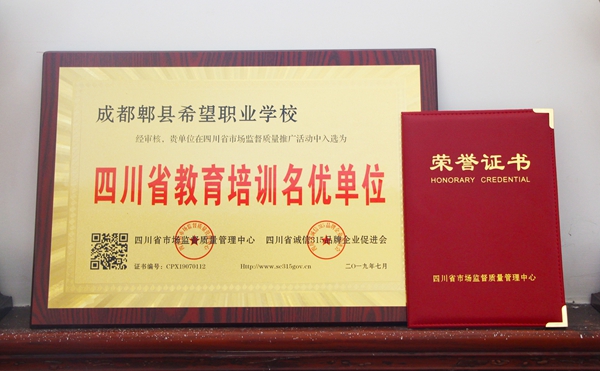 成都郫县希望职业学校
经审核，贵单位在四川省市场监督质量推广活动中入选为
四川省教育培训名优单位
四川省市场监督质量管理中心 四川省诚信315品牌企业促进会
证书编号：CPX19070112 Http://www.sc315gov.cn 二〇一九年七月
荣誉证书
HONORARY CREDENTIAL
四川省市场监督质量管理中心